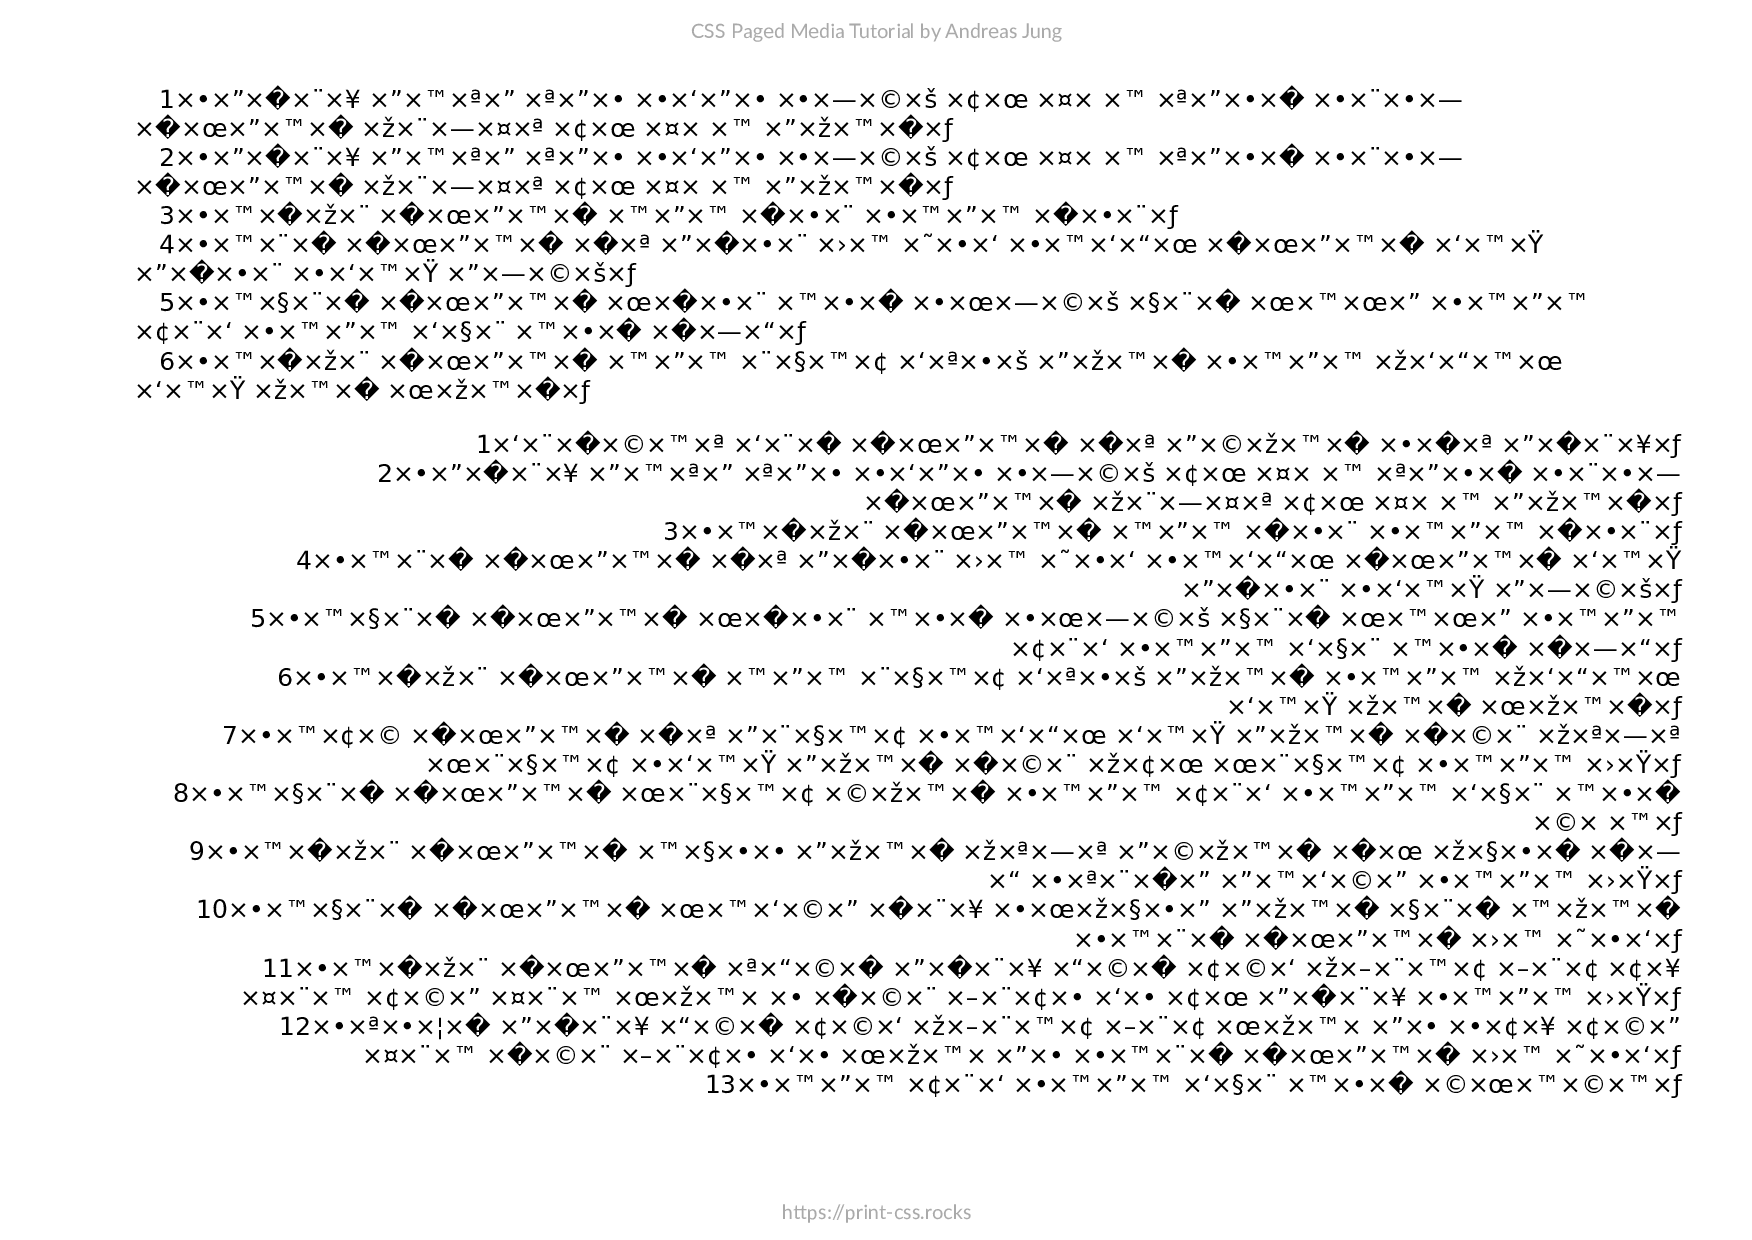 CSS Paged Media Tutorial by Andreas Jung
1×•×”×�×¨×¥ ×”×™×ª×” ×ª×”×• ×•×‘×”×• ×•×—×©×š ×¢×œ ×¤× ×™ ×ª×”×•×� ×•×¨×•×—
×�×œ×”×™×� ×ž×¨×—×¤×ª ×¢×œ ×¤× ×™ ×”×ž×™×�×ƒ
2×•×”×�×¨×¥ ×”×™×ª×” ×ª×”×• ×•×‘×”×• ×•×—×©×š ×¢×œ ×¤× ×™ ×ª×”×•×� ×•×¨×•×—
×�×œ×”×™×� ×ž×¨×—×¤×ª ×¢×œ ×¤× ×™ ×”×ž×™×�×ƒ
3×•×™×�×ž×¨ ×�×œ×”×™×� ×™×”×™ ×�×•×¨ ×•×™×”×™ ×�×•×¨×ƒ
4×•×™×¨×� ×�×œ×”×™×� ×�×ª ×”×�×•×¨ ×›×™ ×˜×•×‘ ×•×™×‘×“×œ ×�×œ×”×™×� ×‘×™×Ÿ
×”×�×•×¨ ×•×‘×™×Ÿ ×”×—×©×š×ƒ
5×•×™×§×¨×� ×�×œ×”×™×� ×œ×�×•×¨ ×™×•×� ×•×œ×—×©×š ×§×¨×� ×œ×™×œ×” ×•×™×”×™
×¢×¨×‘ ×•×™×”×™ ×‘×§×¨ ×™×•×� ×�×—×“×ƒ
6×•×™×�×ž×¨ ×�×œ×”×™×� ×™×”×™ ×¨×§×™×¢ ×‘×ª×•×š ×”×ž×™×� ×•×™×”×™ ×ž×‘×“×™×œ
×‘×™×Ÿ ×ž×™×� ×œ×ž×™×�×ƒ
1×‘×¨×�×©×™×ª ×‘×¨×� ×�×œ×”×™×� ×�×ª ×”×©×ž×™×� ×•×�×ª ×”×�×¨×¥×ƒ
2×•×”×�×¨×¥ ×”×™×ª×” ×ª×”×• ×•×‘×”×• ×•×—×©×š ×¢×œ ×¤× ×™ ×ª×”×•×� ×•×¨×•×—
×�×œ×”×™×� ×ž×¨×—×¤×ª ×¢×œ ×¤× ×™ ×”×ž×™×�×ƒ
3×•×™×�×ž×¨ ×�×œ×”×™×� ×™×”×™ ×�×•×¨ ×•×™×”×™ ×�×•×¨×ƒ
4×•×™×¨×� ×�×œ×”×™×� ×�×ª ×”×�×•×¨ ×›×™ ×˜×•×‘ ×•×™×‘×“×œ ×�×œ×”×™×� ×‘×™×Ÿ
×”×�×•×¨ ×•×‘×™×Ÿ ×”×—×©×š×ƒ
5×•×™×§×¨×� ×�×œ×”×™×� ×œ×�×•×¨ ×™×•×� ×•×œ×—×©×š ×§×¨×� ×œ×™×œ×” ×•×™×”×™
×¢×¨×‘ ×•×™×”×™ ×‘×§×¨ ×™×•×� ×�×—×“×ƒ
6×•×™×�×ž×¨ ×�×œ×”×™×� ×™×”×™ ×¨×§×™×¢ ×‘×ª×•×š ×”×ž×™×� ×•×™×”×™ ×ž×‘×“×™×œ
×‘×™×Ÿ ×ž×™×� ×œ×ž×™×�×ƒ
7×•×™×¢×© ×�×œ×”×™×� ×�×ª ×”×¨×§×™×¢ ×•×™×‘×“×œ ×‘×™×Ÿ ×”×ž×™×� ×�×©×¨ ×ž×ª×—×ª
×œ×¨×§×™×¢ ×•×‘×™×Ÿ ×”×ž×™×� ×�×©×¨ ×ž×¢×œ ×œ×¨×§×™×¢ ×•×™×”×™ ×›×Ÿ×ƒ
8×•×™×§×¨×� ×�×œ×”×™×� ×œ×¨×§×™×¢ ×©×ž×™×� ×•×™×”×™ ×¢×¨×‘ ×•×™×”×™ ×‘×§×¨ ×™×•×�
×©× ×™×ƒ
9×•×™×�×ž×¨ ×�×œ×”×™×� ×™×§×•×• ×”×ž×™×� ×ž×ª×—×ª ×”×©×ž×™×� ×�×œ ×ž×§×•×� ×�×—
×“ ×•×ª×¨×�×” ×”×™×‘×©×” ×•×™×”×™ ×›×Ÿ×ƒ
10×•×™×§×¨×� ×�×œ×”×™×� ×œ×™×‘×©×” ×�×¨×¥ ×•×œ×ž×§×•×” ×”×ž×™×� ×§×¨×� ×™×ž×™×�
×•×™×¨×� ×�×œ×”×™×� ×›×™ ×˜×•×‘×ƒ
11×•×™×�×ž×¨ ×�×œ×”×™×� ×ª×“×©×� ×”×�×¨×¥ ×“×©×� ×¢×©×‘ ×ž×–×¨×™×¢ ×–×¨×¢ ×¢×¥
×¤×¨×™ ×¢×©×” ×¤×¨×™ ×œ×ž×™× ×• ×�×©×¨ ×–×¨×¢×• ×‘×• ×¢×œ ×”×�×¨×¥ ×•×™×”×™ ×›×Ÿ×ƒ
12×•×ª×•×¦×� ×”×�×¨×¥ ×“×©×� ×¢×©×‘ ×ž×–×¨×™×¢ ×–×¨×¢ ×œ×ž×™× ×”×• ×•×¢×¥ ×¢×©×”
×¤×¨×™ ×�×©×¨ ×–×¨×¢×• ×‘×• ×œ×ž×™× ×”×• ×•×™×¨×� ×�×œ×”×™×� ×›×™ ×˜×•×‘×ƒ
13×•×™×”×™ ×¢×¨×‘ ×•×™×”×™ ×‘×§×¨ ×™×•×� ×©×œ×™×©×™×ƒ
https://print-css.rocks